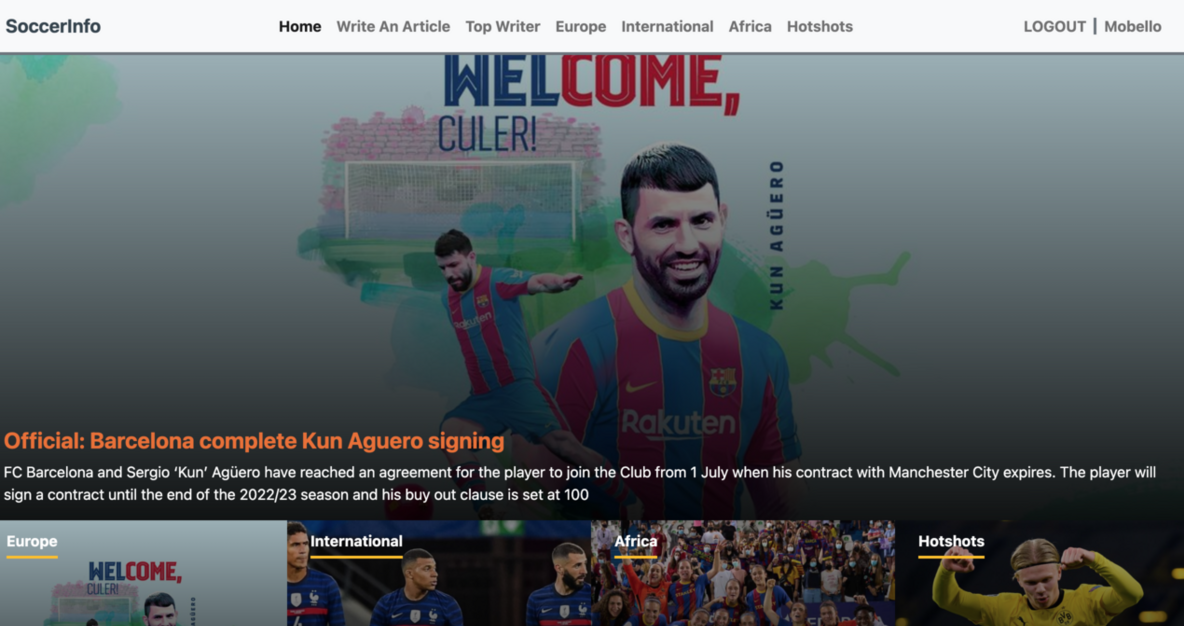 SoccerInfo
Home Write An Article Top Writer Europe International Africa Hotshots
LOGOUT | Mobello
WELCOME,
CULER!
KUN AGÜERO
Rakuten
Rakuten
Official: Barcelona complete Kun Aguero signing
FC Barcelona and Sergio ‘Kun’ Agüero have reached an agreement for the player to join the Club from 1 July when his contract with Manchester City expires. The player will
sign a contract until the end of the 2022/23 season and his buy out clause is set at 100
Europe
International
Africa
Hotshots
WELCOME,
CULER!